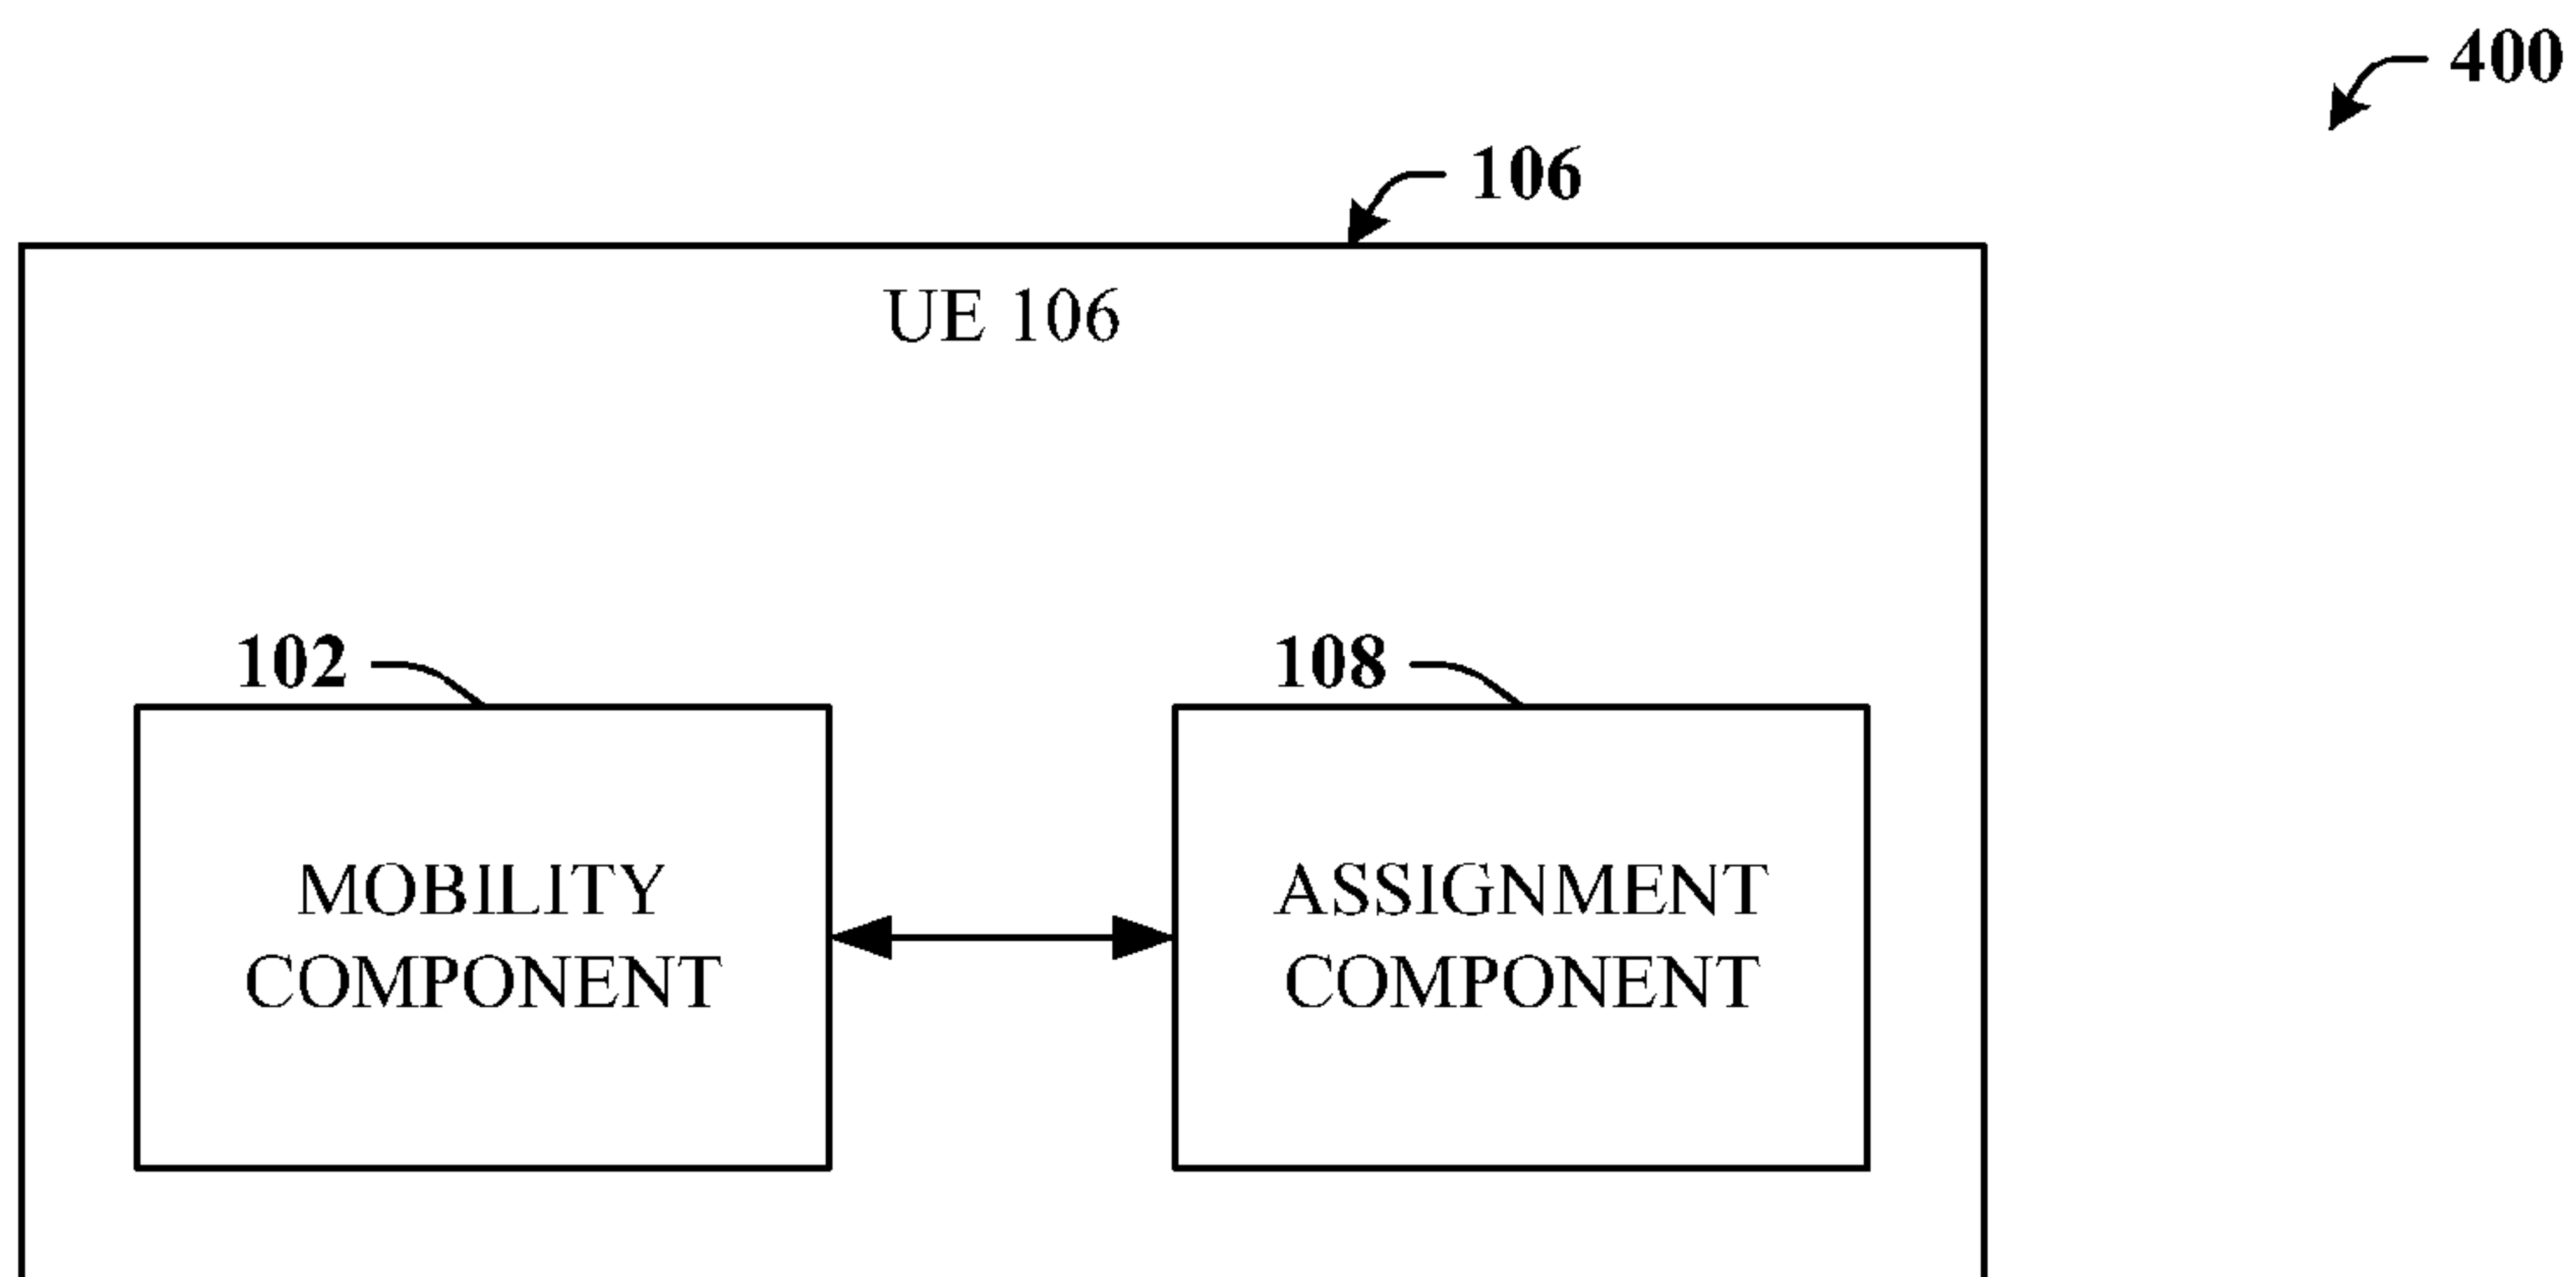 400
106
UE 106
102
108
MOBILITY
COMPONENT
ASSIGNMENT
COMPONENT